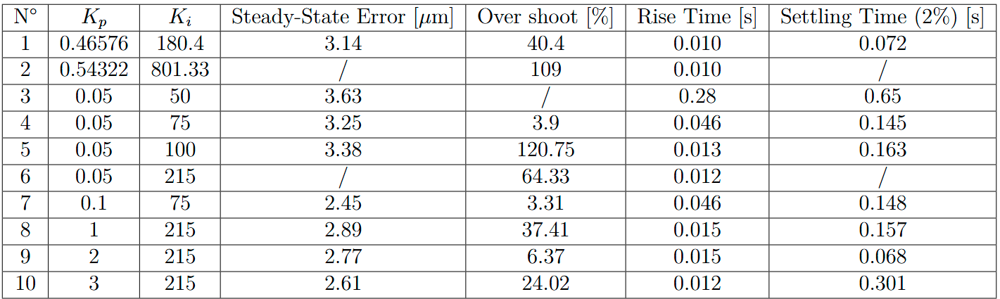 N° K_p K_i Steady-State Error [μm] Over shoot [%] Rise Time [s] Settling Time (2%) [s]
1 0.46576 180.4 3.14 40.4 0.010 0.072
2 0.54322 801.33 / 109 0.010 /
3 0.05 50 3.63 / 0.28 0.65
4 0.05 75 3.25 3.9 0.046 0.145
5 0.05 100 3.38 120.75 0.013 0.163
6 0.05 215 / 64.33 0.012 /
7 0.1 75 2.45 3.31 0.046 0.148
8 1 215 2.89 37.41 0.015 0.157
9 2 215 2.77 6.37 0.015 0.068
10 3 215 2.61 24.02 0.012 0.301